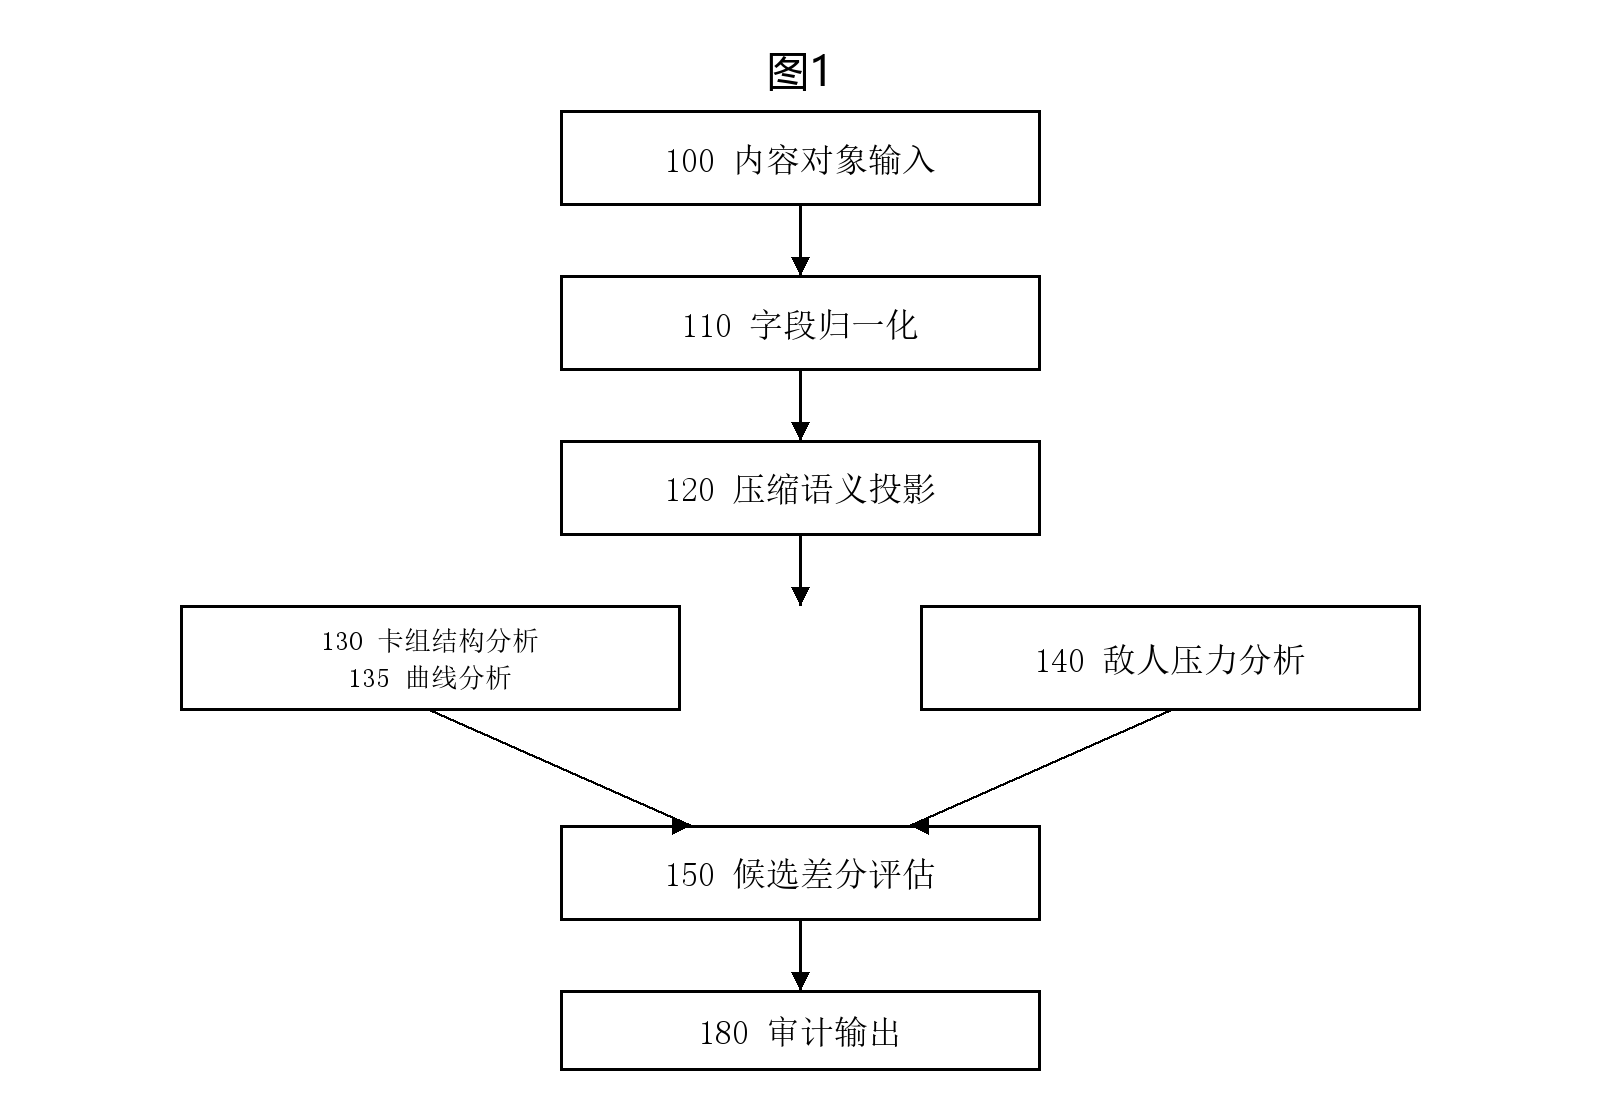 图1
100 内容对象输入
110 字段归一化
120 压缩语义投影
130 卡组结构分析
135 曲线分析
140 敌人压力分析
150 候选差分评估
180 审计输出